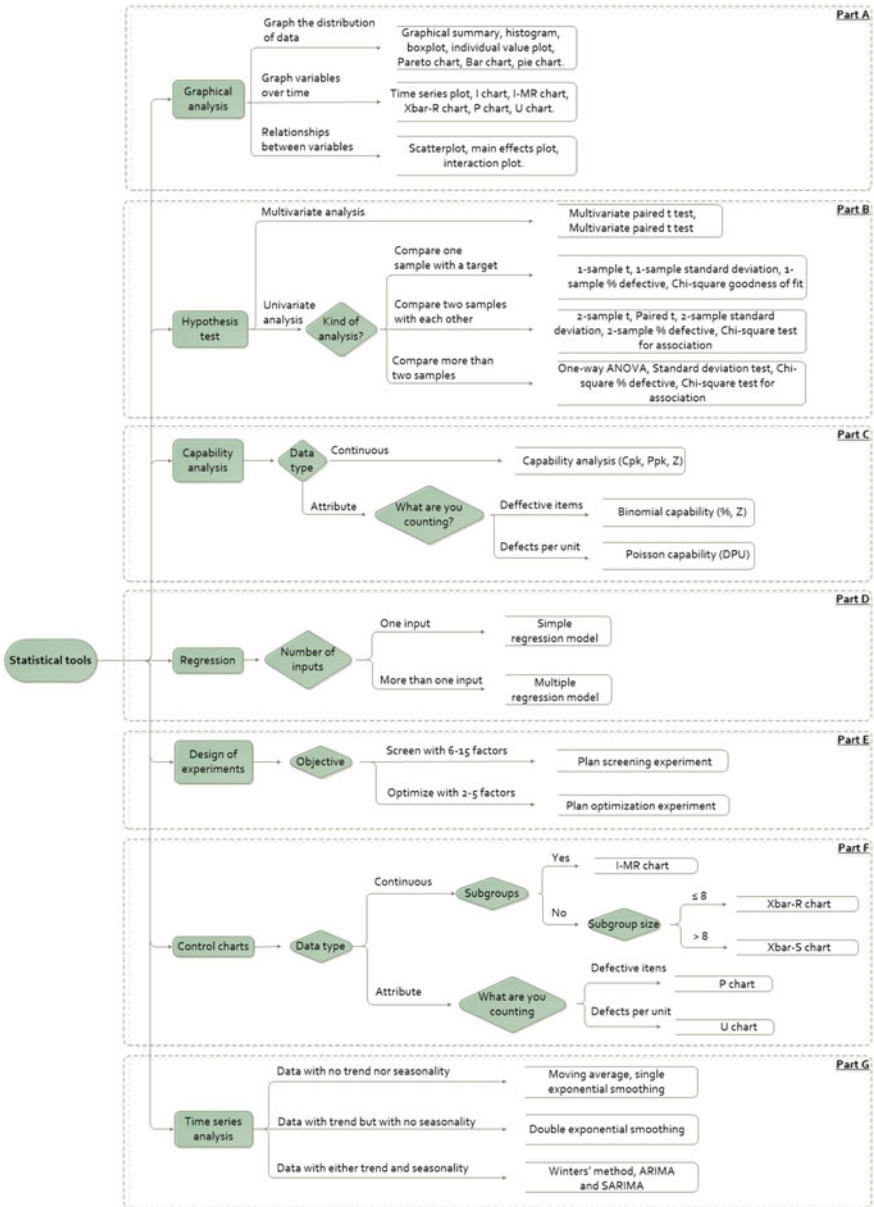 Part A
Graph the distribution
of data
Graphical summary, histogram,
boxplot, individual value plot,
Pareto chart, Bar chart, pie chart.
Graphical
analysis
Graph variables
over time
Time series plot, I chart, I-MR chart,
Xbar-R chart, P chart, U chart.
Relationships
between variables
Scatterplot, main effects plot,
interaction plot.
Part B
Multivariate analysis
Multivariate paired t test,
Multivariate paired t test
Compare one
sample with a target
1-sample t, 1-sample standard deviation, 1-
sample % defective, Chi-square goodness of fit
Hypothesis
test
Univariate
analysis
Kind of
analysis?
Compare two samples
with each other
2-sample t, Paired t, 2-sample standard
deviation, 2-sample % defective, Chi-square test
for association
Compare more than
two samples
One-way ANOVA, Standard deviation test, Chi-
square % defective, Chi-square test for
association
Part C
Capability
analysis
Data
type
Continuous
Capability analysis (Cpk, Ppk, Z)
Attribute
What are you
counting?
Deffective items
Binomial capability (%, Z)
Defects per unit
Poisson capability (DPU)
Part D
Statistical tools
Regression
Number of
inputs
One input
Simple
regression model
More than one input
Multiple
regression model
Part E
Design of
experiments
Objective
Screen with 6-15 factors
Plan screening experiment
Optimize with 2-5 factors
Plan optimization experiment
Part F
Control charts
Data type
Continuous
Subgroups
Yes
I-MR chart
No
Subgroup size
≤ 8
Xbar-R chart
> 8
Xbar-S chart
Attribute
What are you
counting
Defective itens
P chart
Defects per unit
U chart
Part G
Time series
analysis
Data with no trend nor seasonality
Moving average, single
exponential smoothing
Data with trend but with no seasonality
Double exponential smoothing
Data with either trend and seasonality
Winters' method, ARIMA
and SARIMA